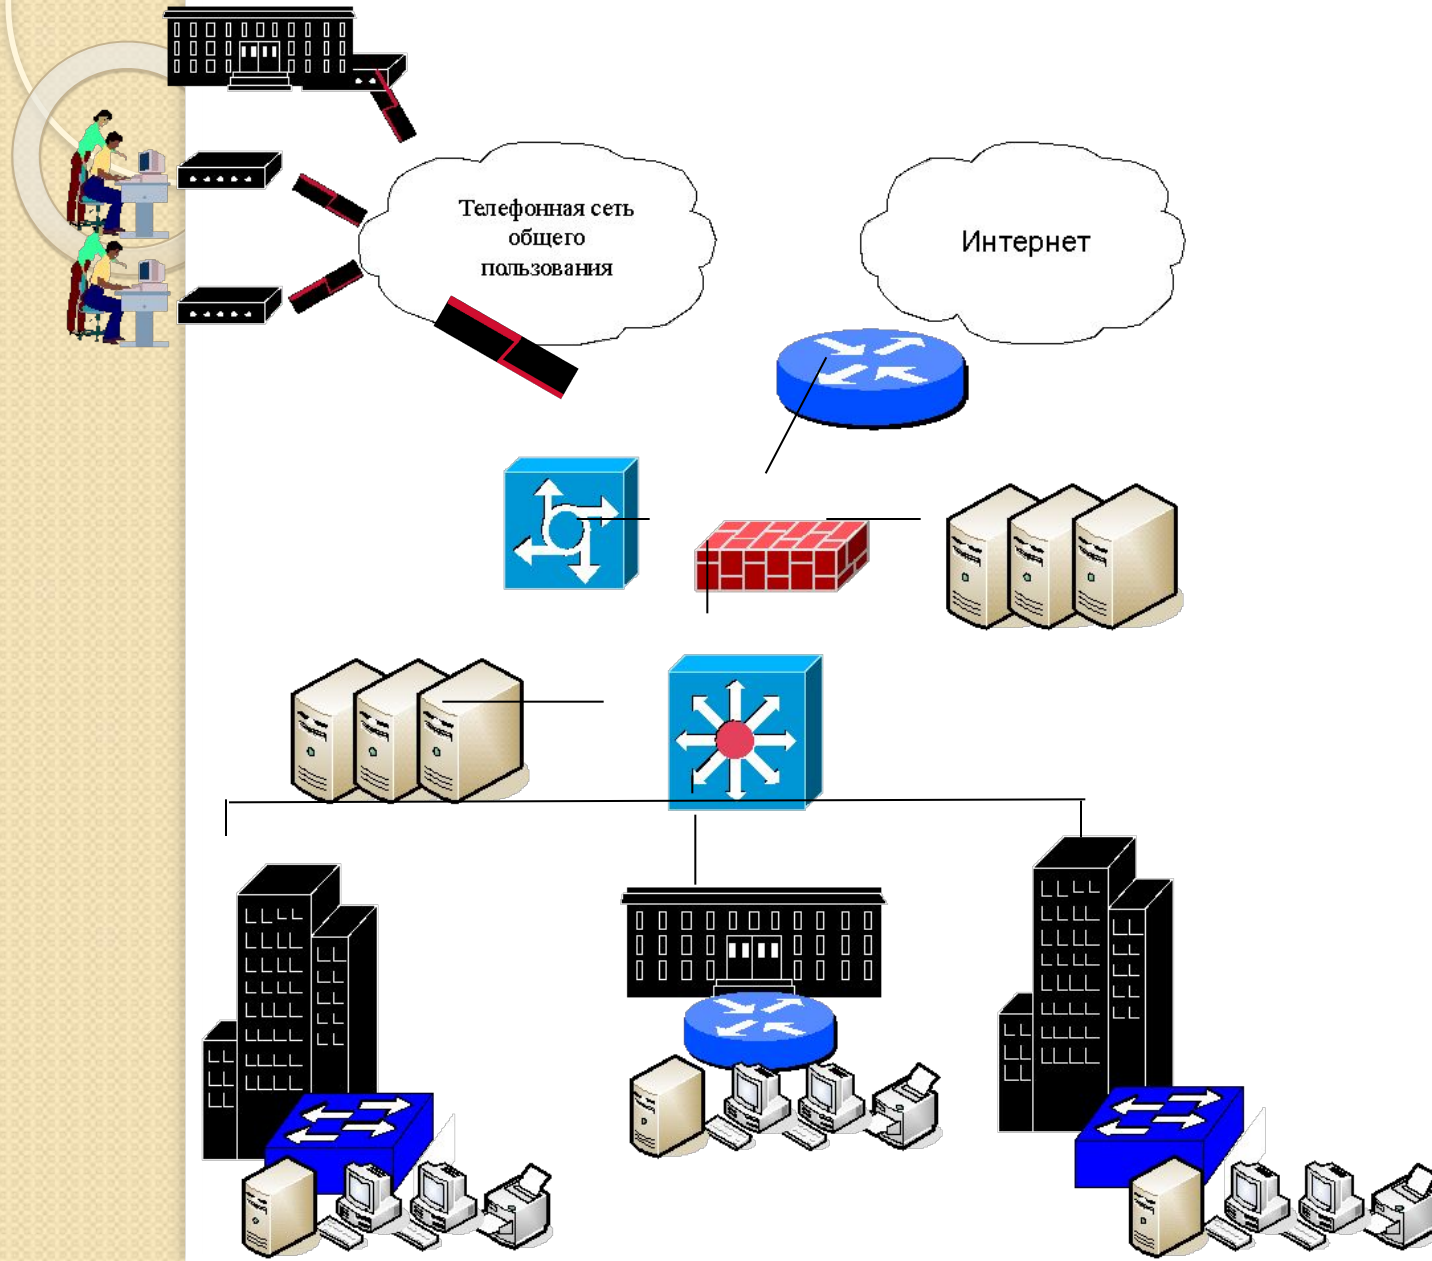 Телефонная сеть
общего
пользования
Интернет